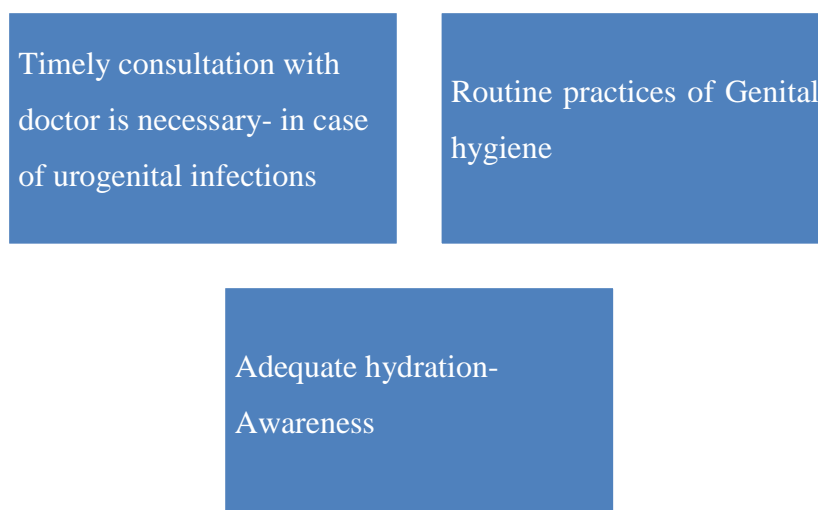 Timely consultation with
doctor is necessary- in case
of urogenital infections
Routine practices of Genital
hygiene
Adequate hydration-
Awareness